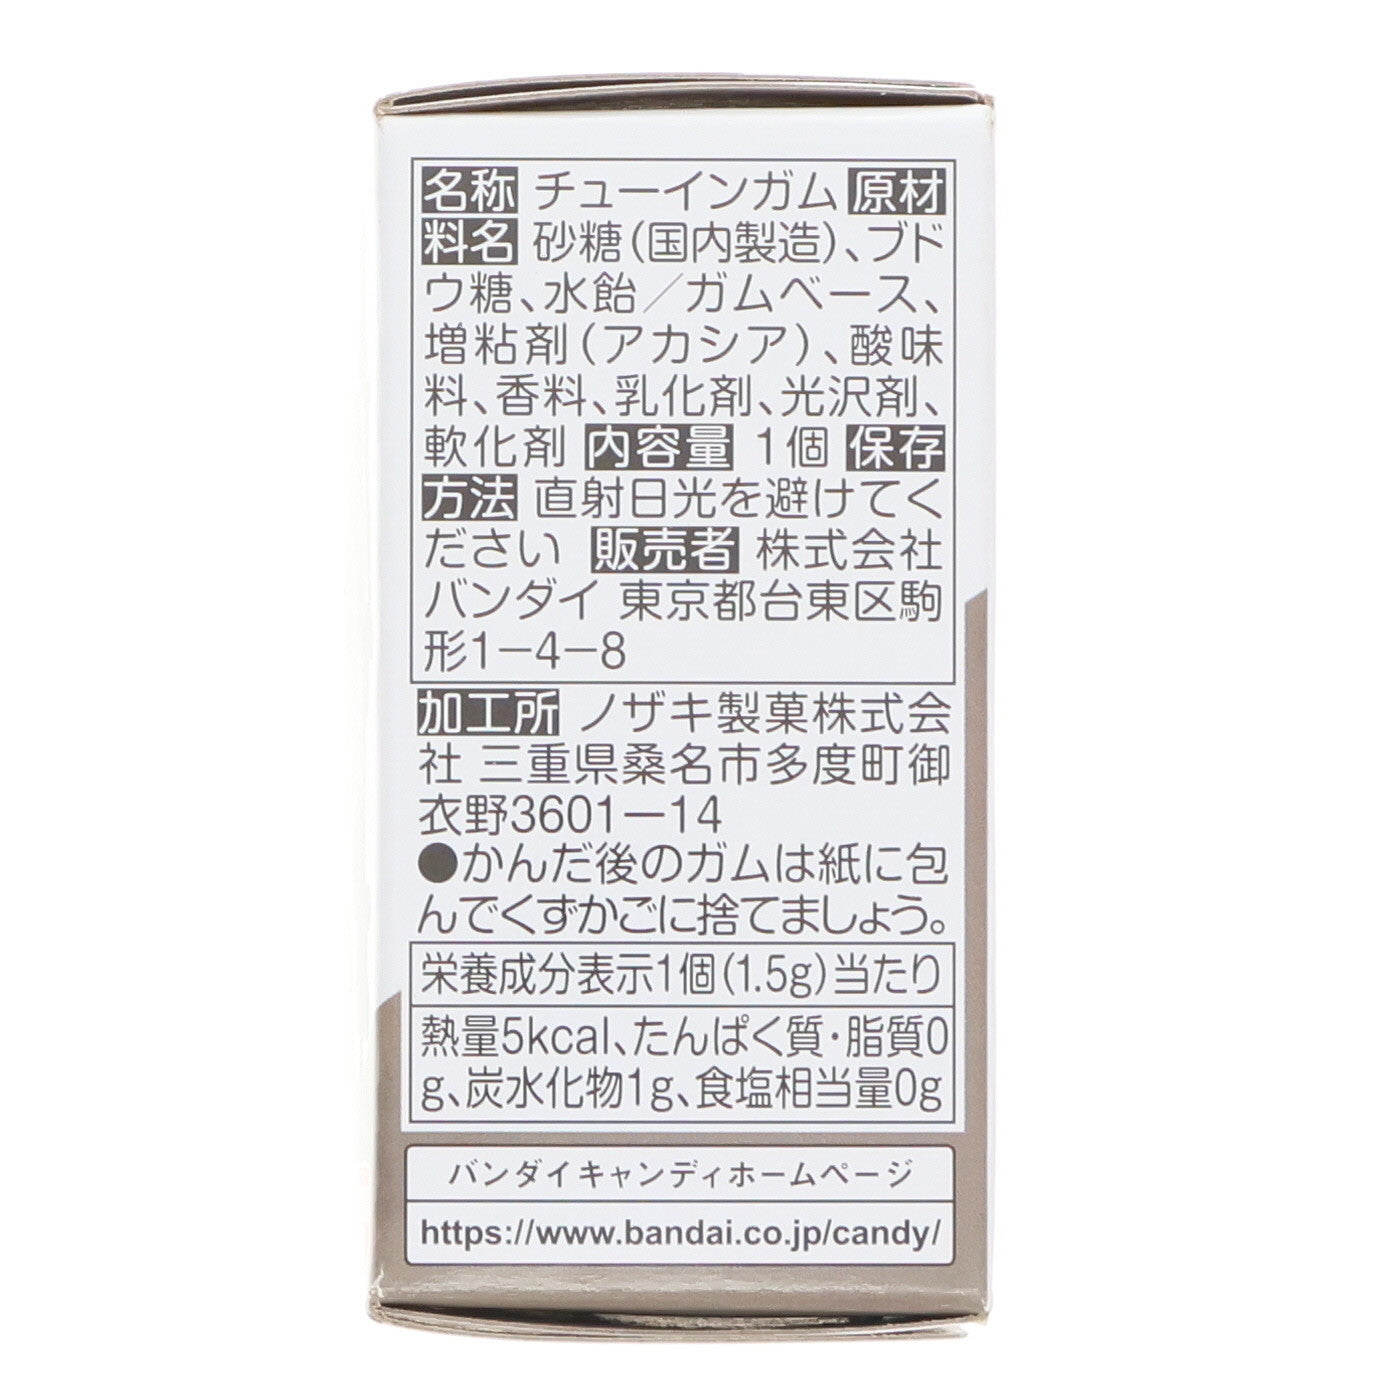 名称 チューインガム 原材
料名 砂糖(国内製造)、ブド
ウ糖、水飴/ガムベース、
増粘剤(アカシア)、酸味
料、香料、乳化剤、光沢剤、
軟化剤 内容量 1個 保存
方法 直射日光を避けてく
ださい 販売者 株式会社
バンダイ 東京都台東区駒
形1-4-8
加工所 ノザキ製菓株式会
社 三重県桑名市多度町御
衣野3601-14
●かんだ後のガムは紙に包
んでくずかごに捨てましょう。
栄養成分表示1個(1.5g)当たり
熱量5kcal、たんぱく質・脂質0
g、炭水化物1g、食塩相当量0g
バンダイキャンディホームページ
https://www.bandai.co.jp/candy/